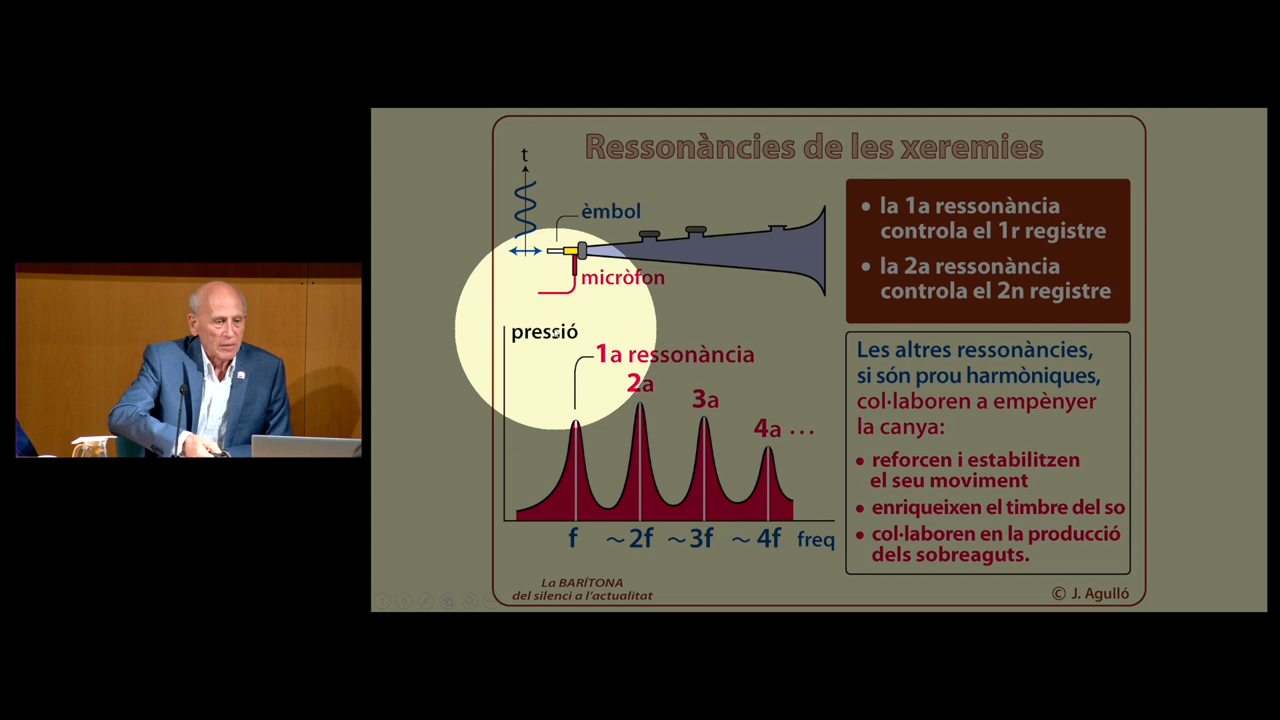 Ressonàncies de les xeremies
t
èmbol
micròfon
pressió
1a ressonància
2a
3a
4a ...
f
~2f
~3f
~4f
freq
La BARÍTONA
del silenci a l'actualitat
• la 1a ressonància
controla el 1r registre
• la 2a ressonància
controla el 2n registre
Les altres ressonàncies,
si són prou harmòniques,
col·laboren a empènyer
la canya:
• reforcen i estabilitzen
el seu moviment
• enriqueixen el timbre del so
• col·laboren en la producció
dels sobreaguts.
© J. Agulló